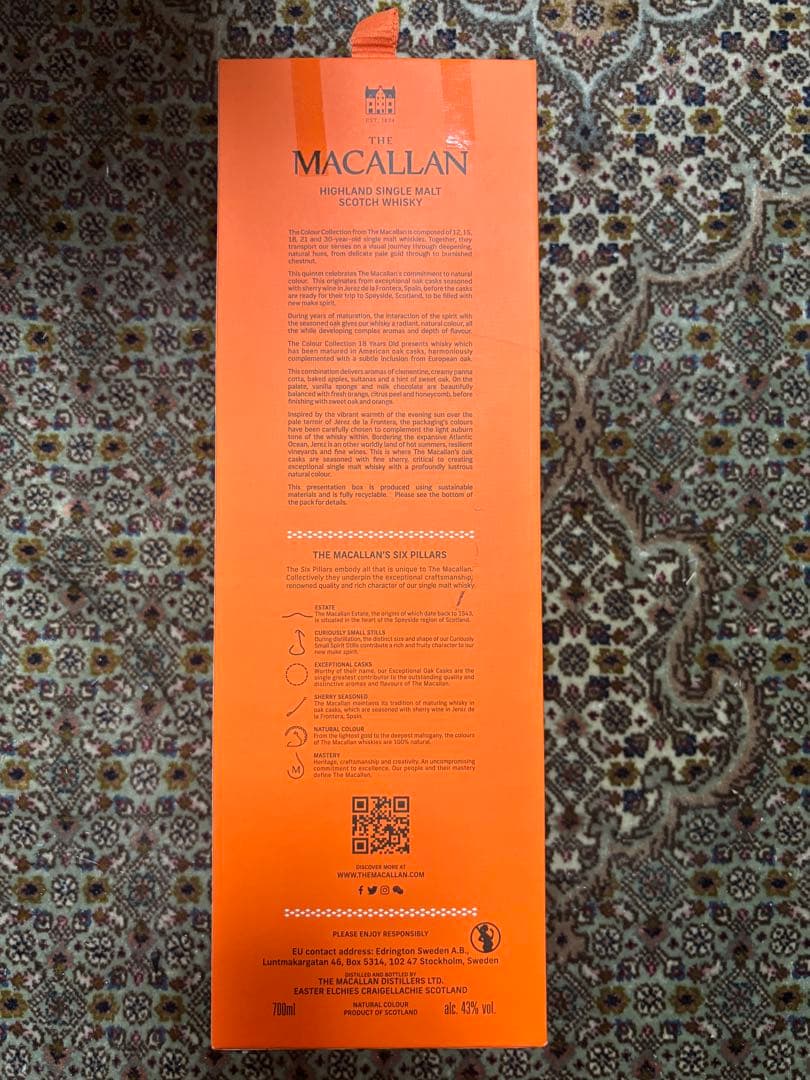 EST. 1824
THE
MACALLAN
HIGHLAND SINGLE MALT
SCOTCH WHISKY
The Colour Collection from The Macallan is composed of 12, 15,
18, 21 and 30-year-old single malt whiskies. Together, they
transport our senses on a visual journey through deepening,
natural hues, from delicate pale gold through to burnished
chestnut.
This quintet celebrates The Macallan's commitment to natural
colour. This originates from exceptional oak casks seasoned
with sherry wine in Jerez de la Frontera, Spain, before the casks
are ready for their trip to Speyside, Scotland, to be filled with
new make spirit.
During years of maturation, the interaction of the spirit with
the seasoned oak gives our whisky a radiant, natural colour, all
the while developing complex aromas and depth of flavour.
The Colour Collection 18 Years Old presents whisky which
has been matured in American oak casks, harmoniously
complemented with a subtle inclusion from European oak.
This combination delivers aromas of clementine, creamy panna
cotta, baked apples, sultanas and a hint of sweet oak. On the
palate, vanilla sponge and milk chocolate are beautifully
balanced with fresh orange, citrus peel and honeycomb, before
finishing with sweet oak and orange.
Inspired by the vibrant warmth of the evening sun over the
pale terroir of Jerez de la Frontera, the packaging's colours
have been carefully chosen to complement the light auburn
tone of the whisky within. Bordering the expansive Atlantic
Ocean, Jerez is an other worldly land of hot summers, resilient
vineyards and fine wines. This is where The Macallan's oak
casks are seasoned with fine sherry, critical to creating
exceptional single malt whisky with a profoundly lustrous
natural colour.
This presentation box is produced using sustainable
materials and is fully recyclable. Please see the bottom of
the pack for details.
THE MACALLAN'S SIX PILLARS
The Six Pillars embody all that is unique to The Macallan.
Collectively they underpin the exceptional craftsmanship,
renowned quality and rich character of our single malt whisky
ESTATE
The Macallan Estate, the origins of which date back to 1543,
is situated in the heart of the Speyside region of Scotland.
CURIOUSLY SMALL STILLS
During distillation, the distinct size and shape of our Curiously
Small Spirit Stills contribute a rich and fruity character to our
new make spirit.
EXCEPTIONAL CASKS
Worthy of their name, our Exceptional Oak Casks are the
single greatest contributor to the outstanding quality and
distinctive aromas and flavours of The Macallan.
SHERRY SEASONED
The Macallan maintains its tradition of maturing whisky in
oak casks, which are seasoned with sherry wine in Jerez de
la Frontera, Spain.
NATURAL COLOUR
From the lightest gold to the deepest mahogany, the colours
of The Macallan whiskies are 100% natural.
MASTERY
Heritage, craftsmanship and creativity. An uncompromising
commitment to excellence. Our people and their mastery
define The Macallan.
M
DISCOVER MORE AT
WWW.THEMACALLAN.COM
PLEASE ENJOY RESPONSIBLY
EU contact address: Edrington Sweden A.B.,
Luntmakargatan 46, Box 5314, 102 47 Stockholm, Sweden
DISTILLED AND BOTTLED BY
THE MACALLAN DISTILLERS LTD.
EASTER ELCHIES CRAIGELLACHIE SCOTLAND
700ml NATURAL COLOUR alc. 43% vol.
PRODUCT OF SCOTLAND